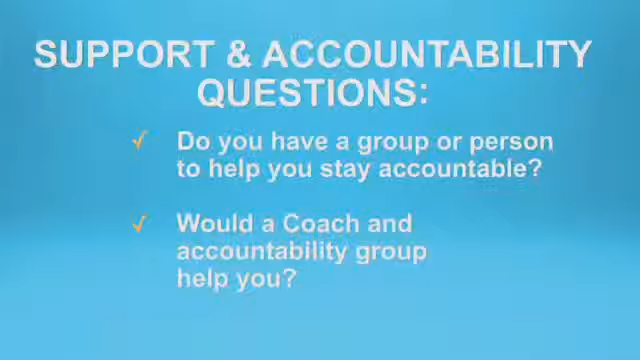 SUPPORT & ACCOUNTABILITY
QUESTIONS:
✓ Do you have a group or person
to help you stay accountable?
✓ Would a Coach and
accountability group
help you?